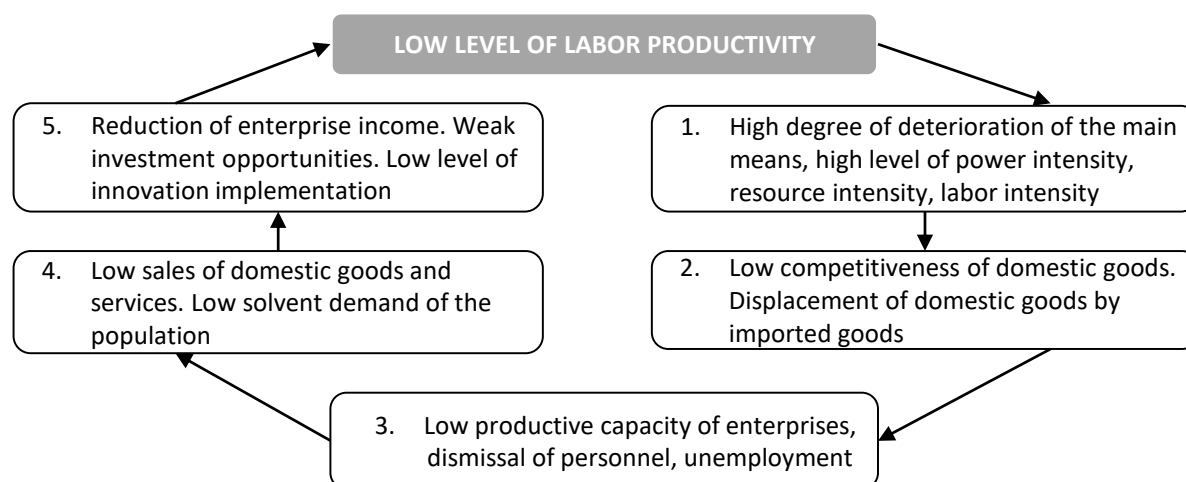 LOW LEVEL OF LABOR PRODUCTIVITY
1. High degree of deterioration of the main
means, high level of power intensity,
resource intensity, labor intensity
2. Low competitiveness of domestic goods.
Displacement of domestic goods by
imported goods
3. Low productive capacity of enterprises,
dismissal of personnel, unemployment
4. Low sales of domestic goods and
services. Low solvent demand of the
population
5. Reduction of enterprise income. Weak
investment opportunities. Low level of
innovation implementation